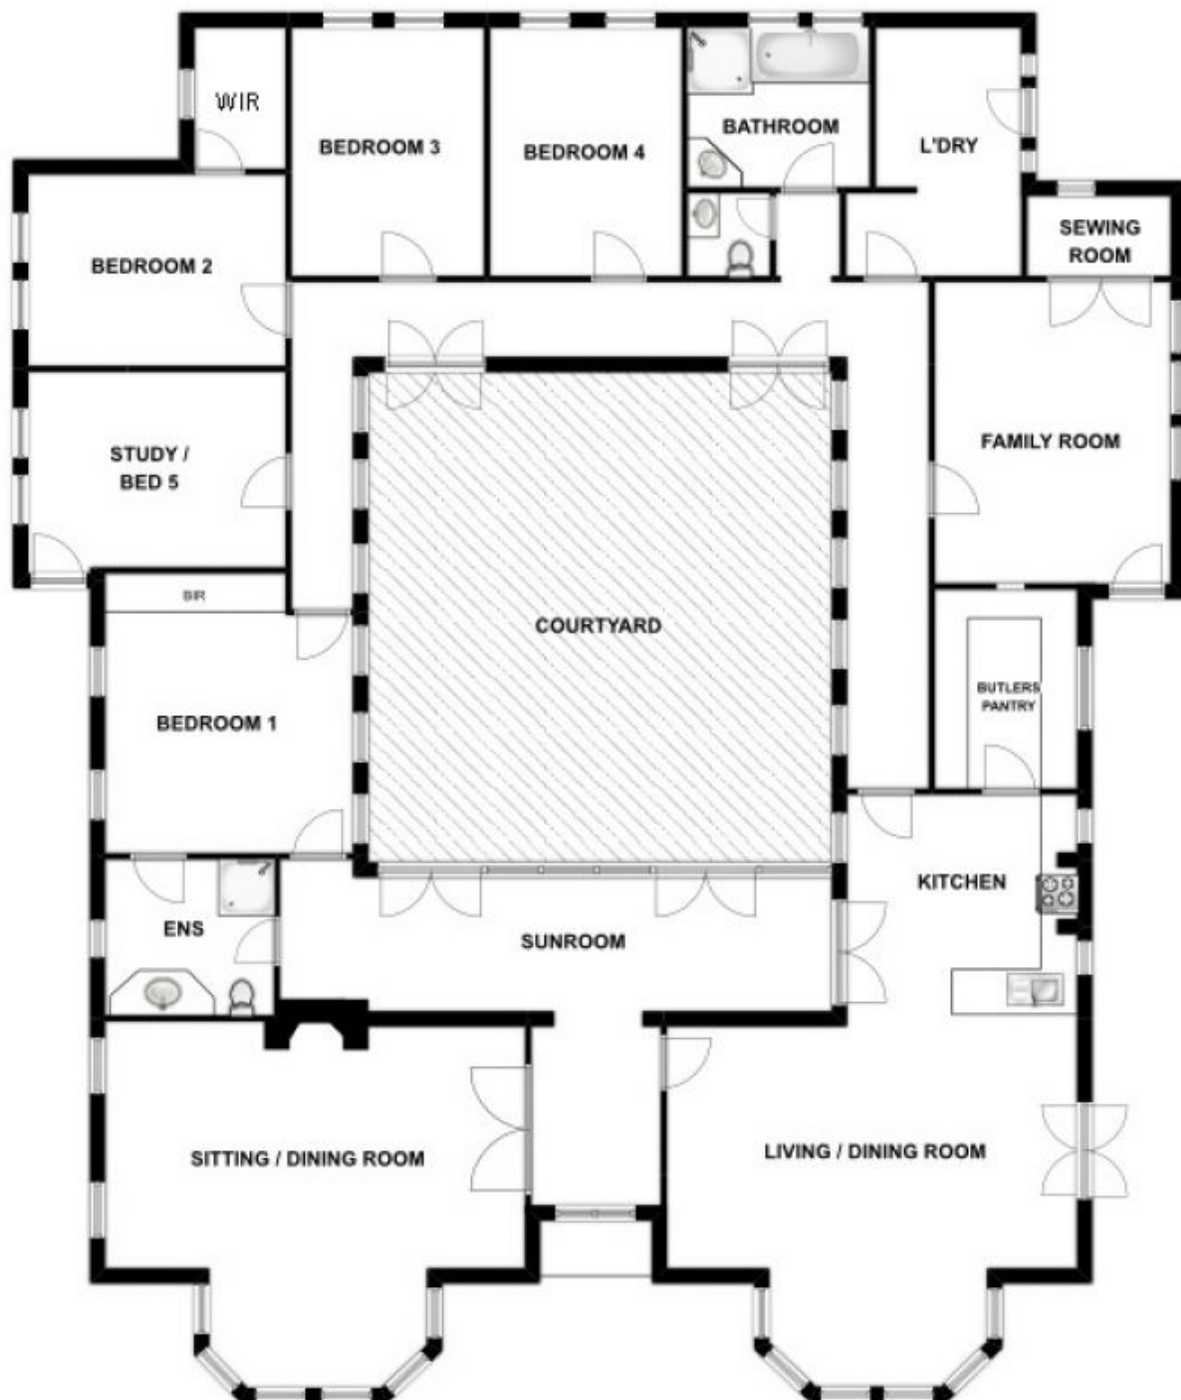 WIR
BEDROOM 3
BEDROOM 4
BATHROOM
L'DRY
SEWING
ROOM
BEDROOM 2
STUDY /
BED 5
FAMILY ROOM
BIR
COURTYARD
BUTLERS
PANTRY
BEDROOM 1
KITCHEN
ENS
SUNROOM
SITTING / DINING ROOM
LIVING / DINING ROOM